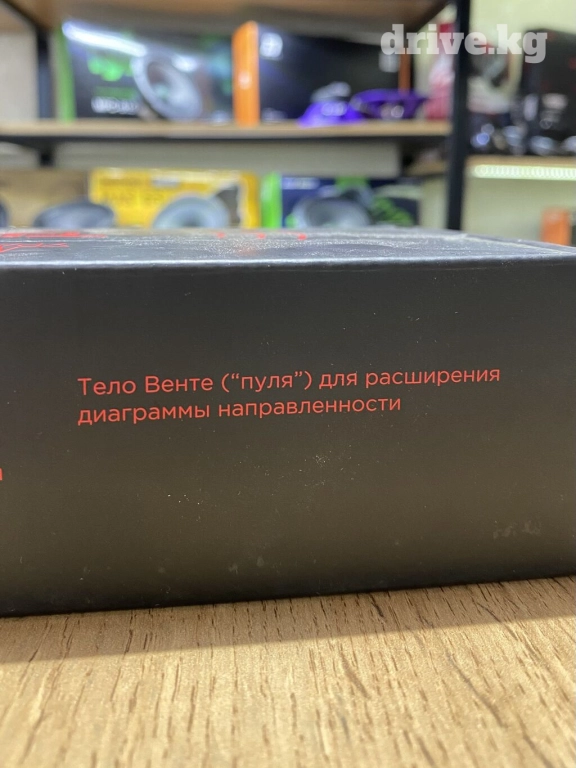 drive.kg
Тело Венте (“пуля”) для расширения
диаграммы направленности